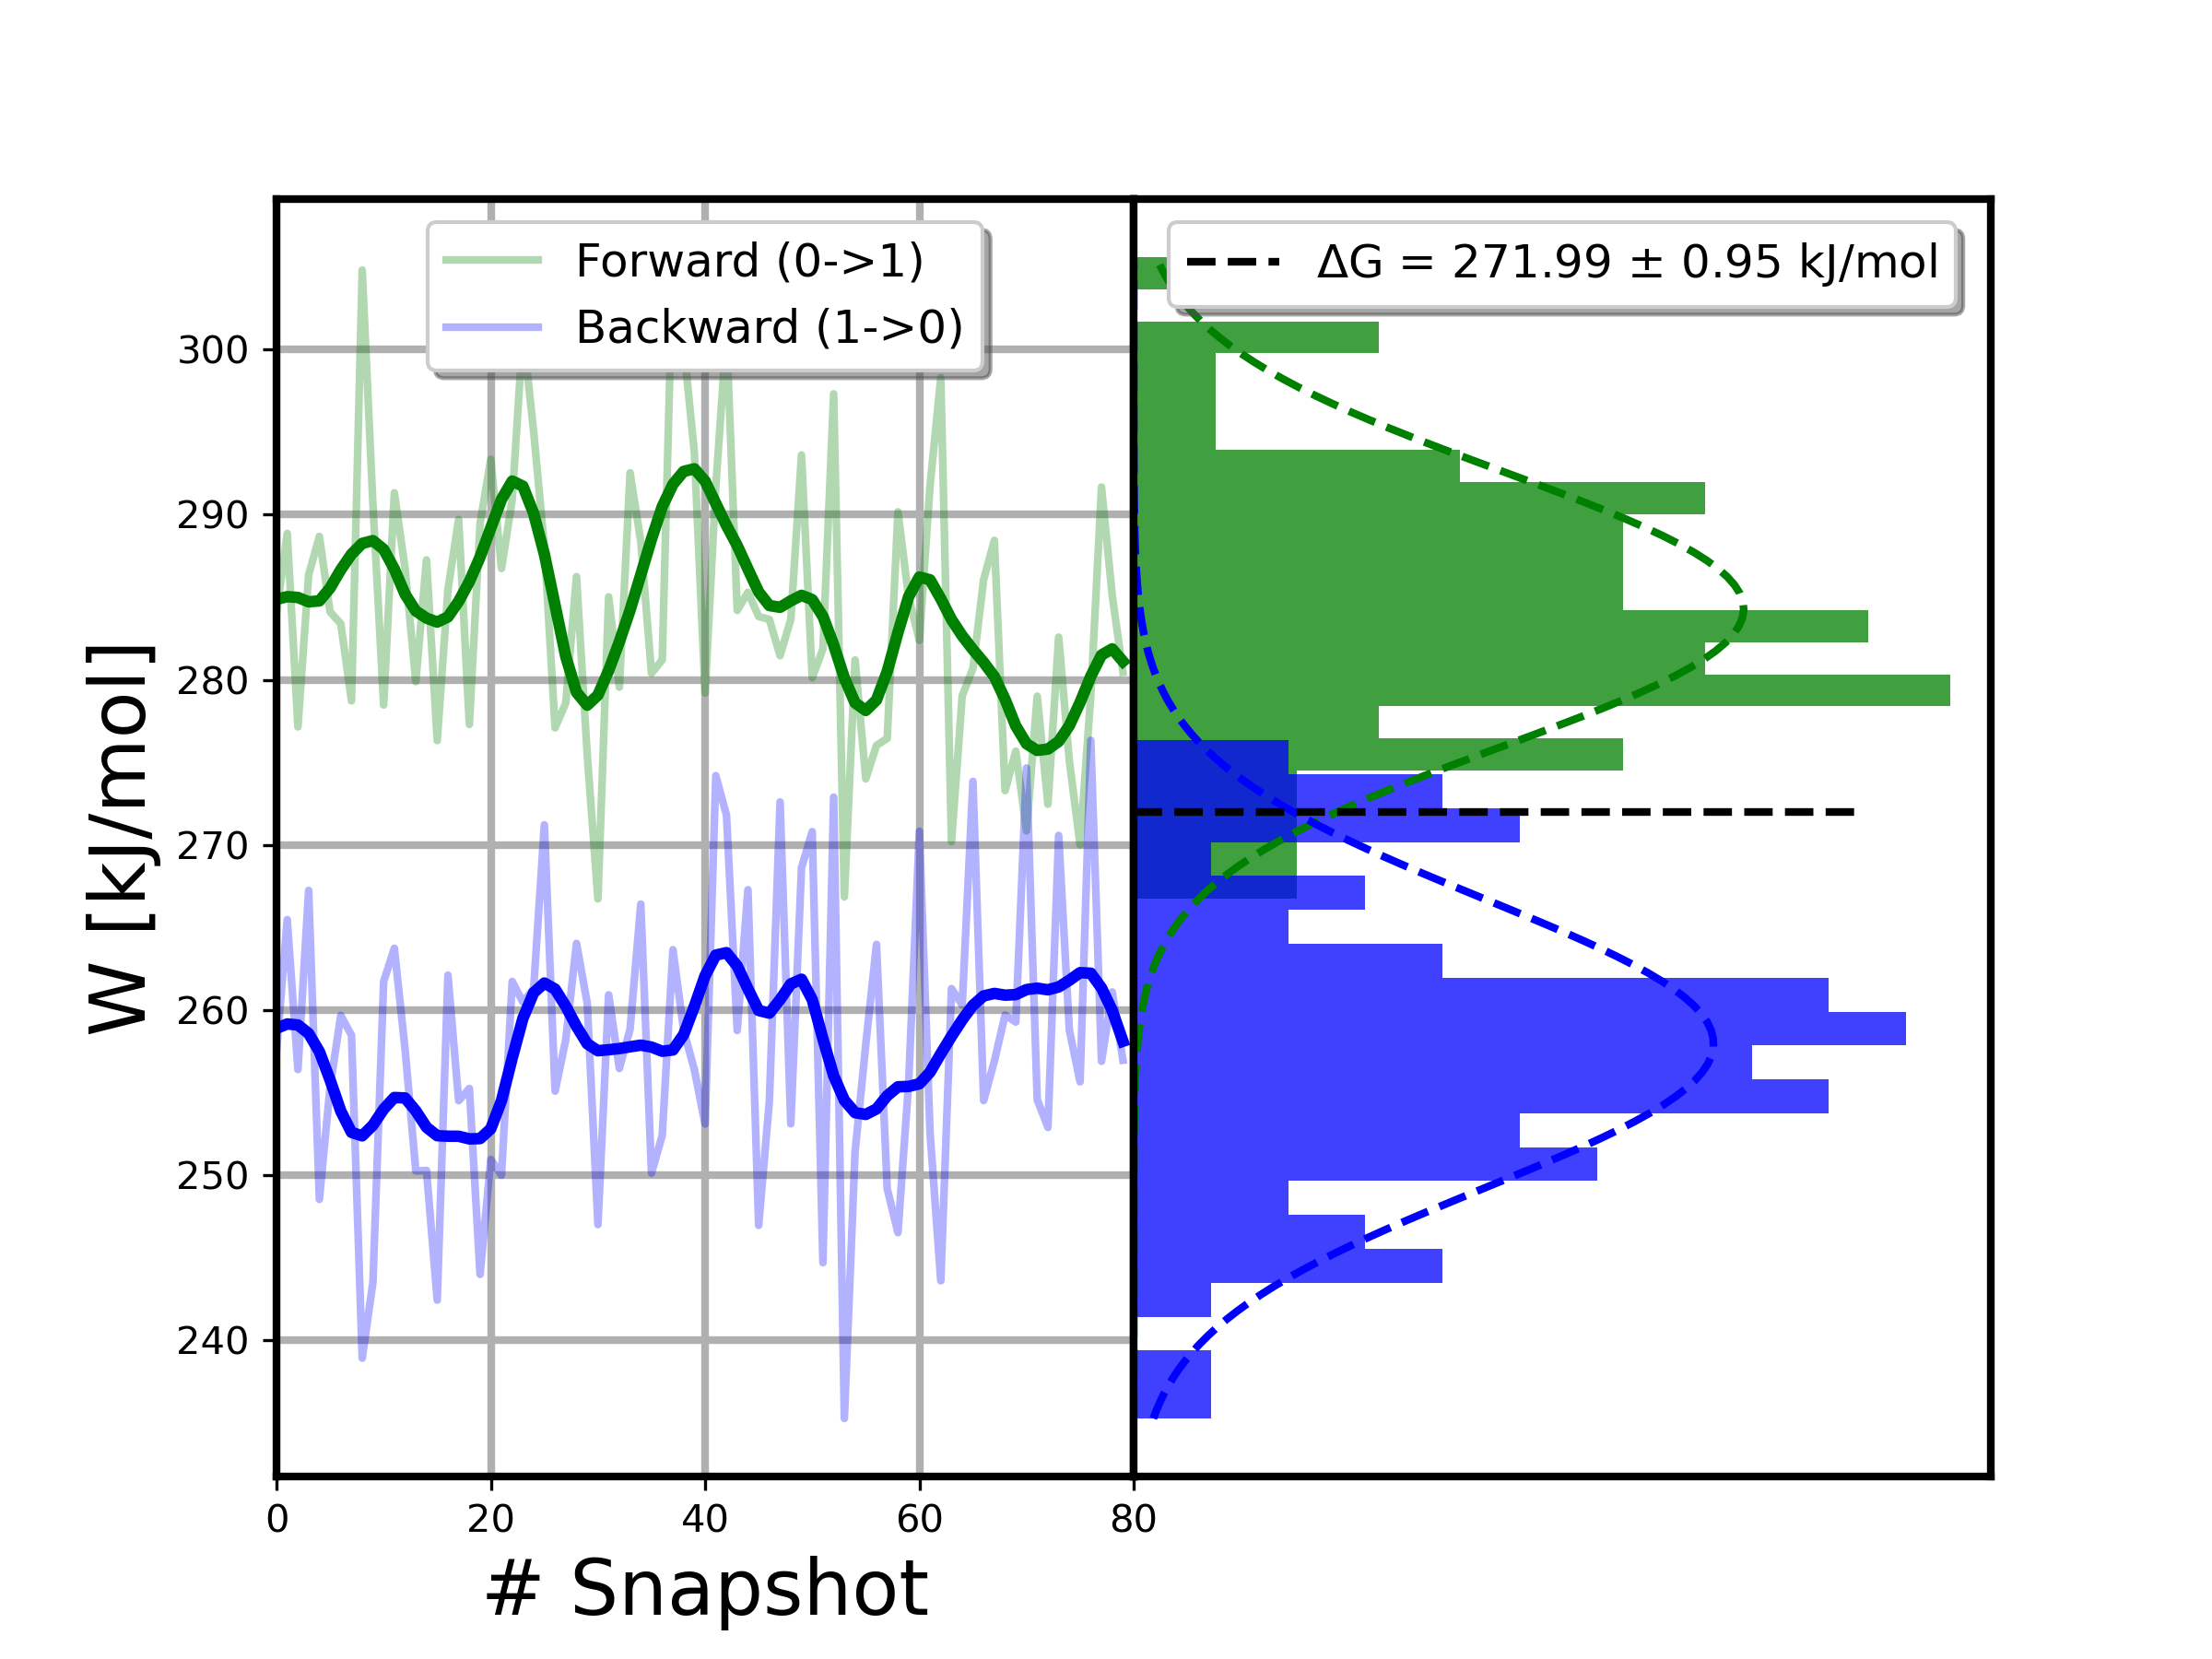 Forward (0->1)
Backward (1->0)
ΔG = 271.99 ± 0.95 kJ/mol
W [kJ/mol]
300
290
280
270
260
250
240
0 20 40 60 80
# Snapshot